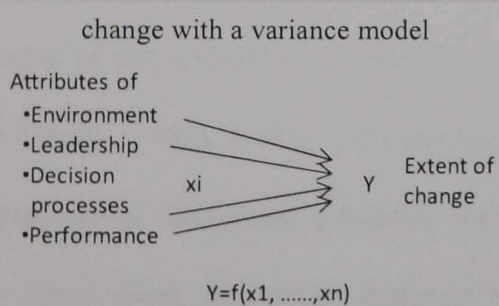 change with a variance model
Attributes of
•Environment
•Leadership
•Decision
processes
•Performance
xi
Y
Extent of
change
Y=f(x1, ......,xn)